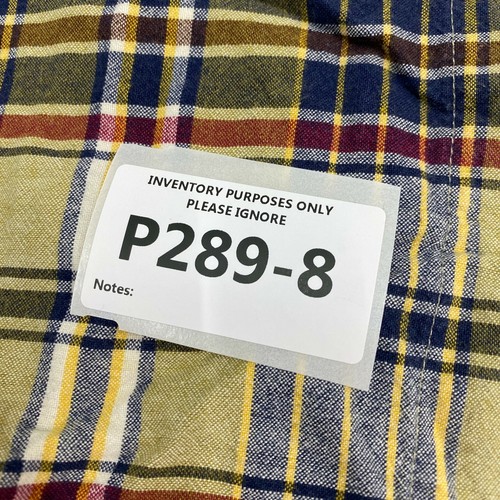 INVENTORY PURPOSES ONLY
PLEASE IGNORE
P289-8
Notes: